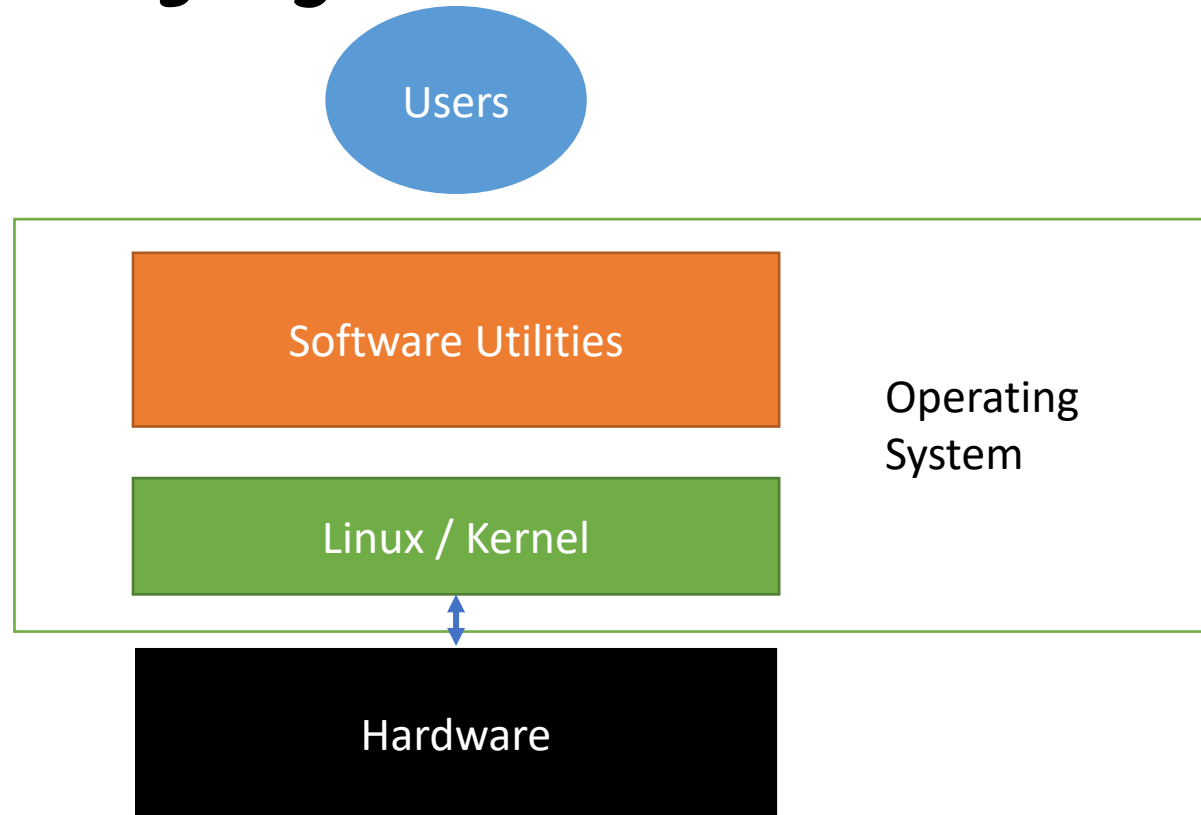 Users
Software Utilities
Operating
System
Linux / Kernel
Hardware